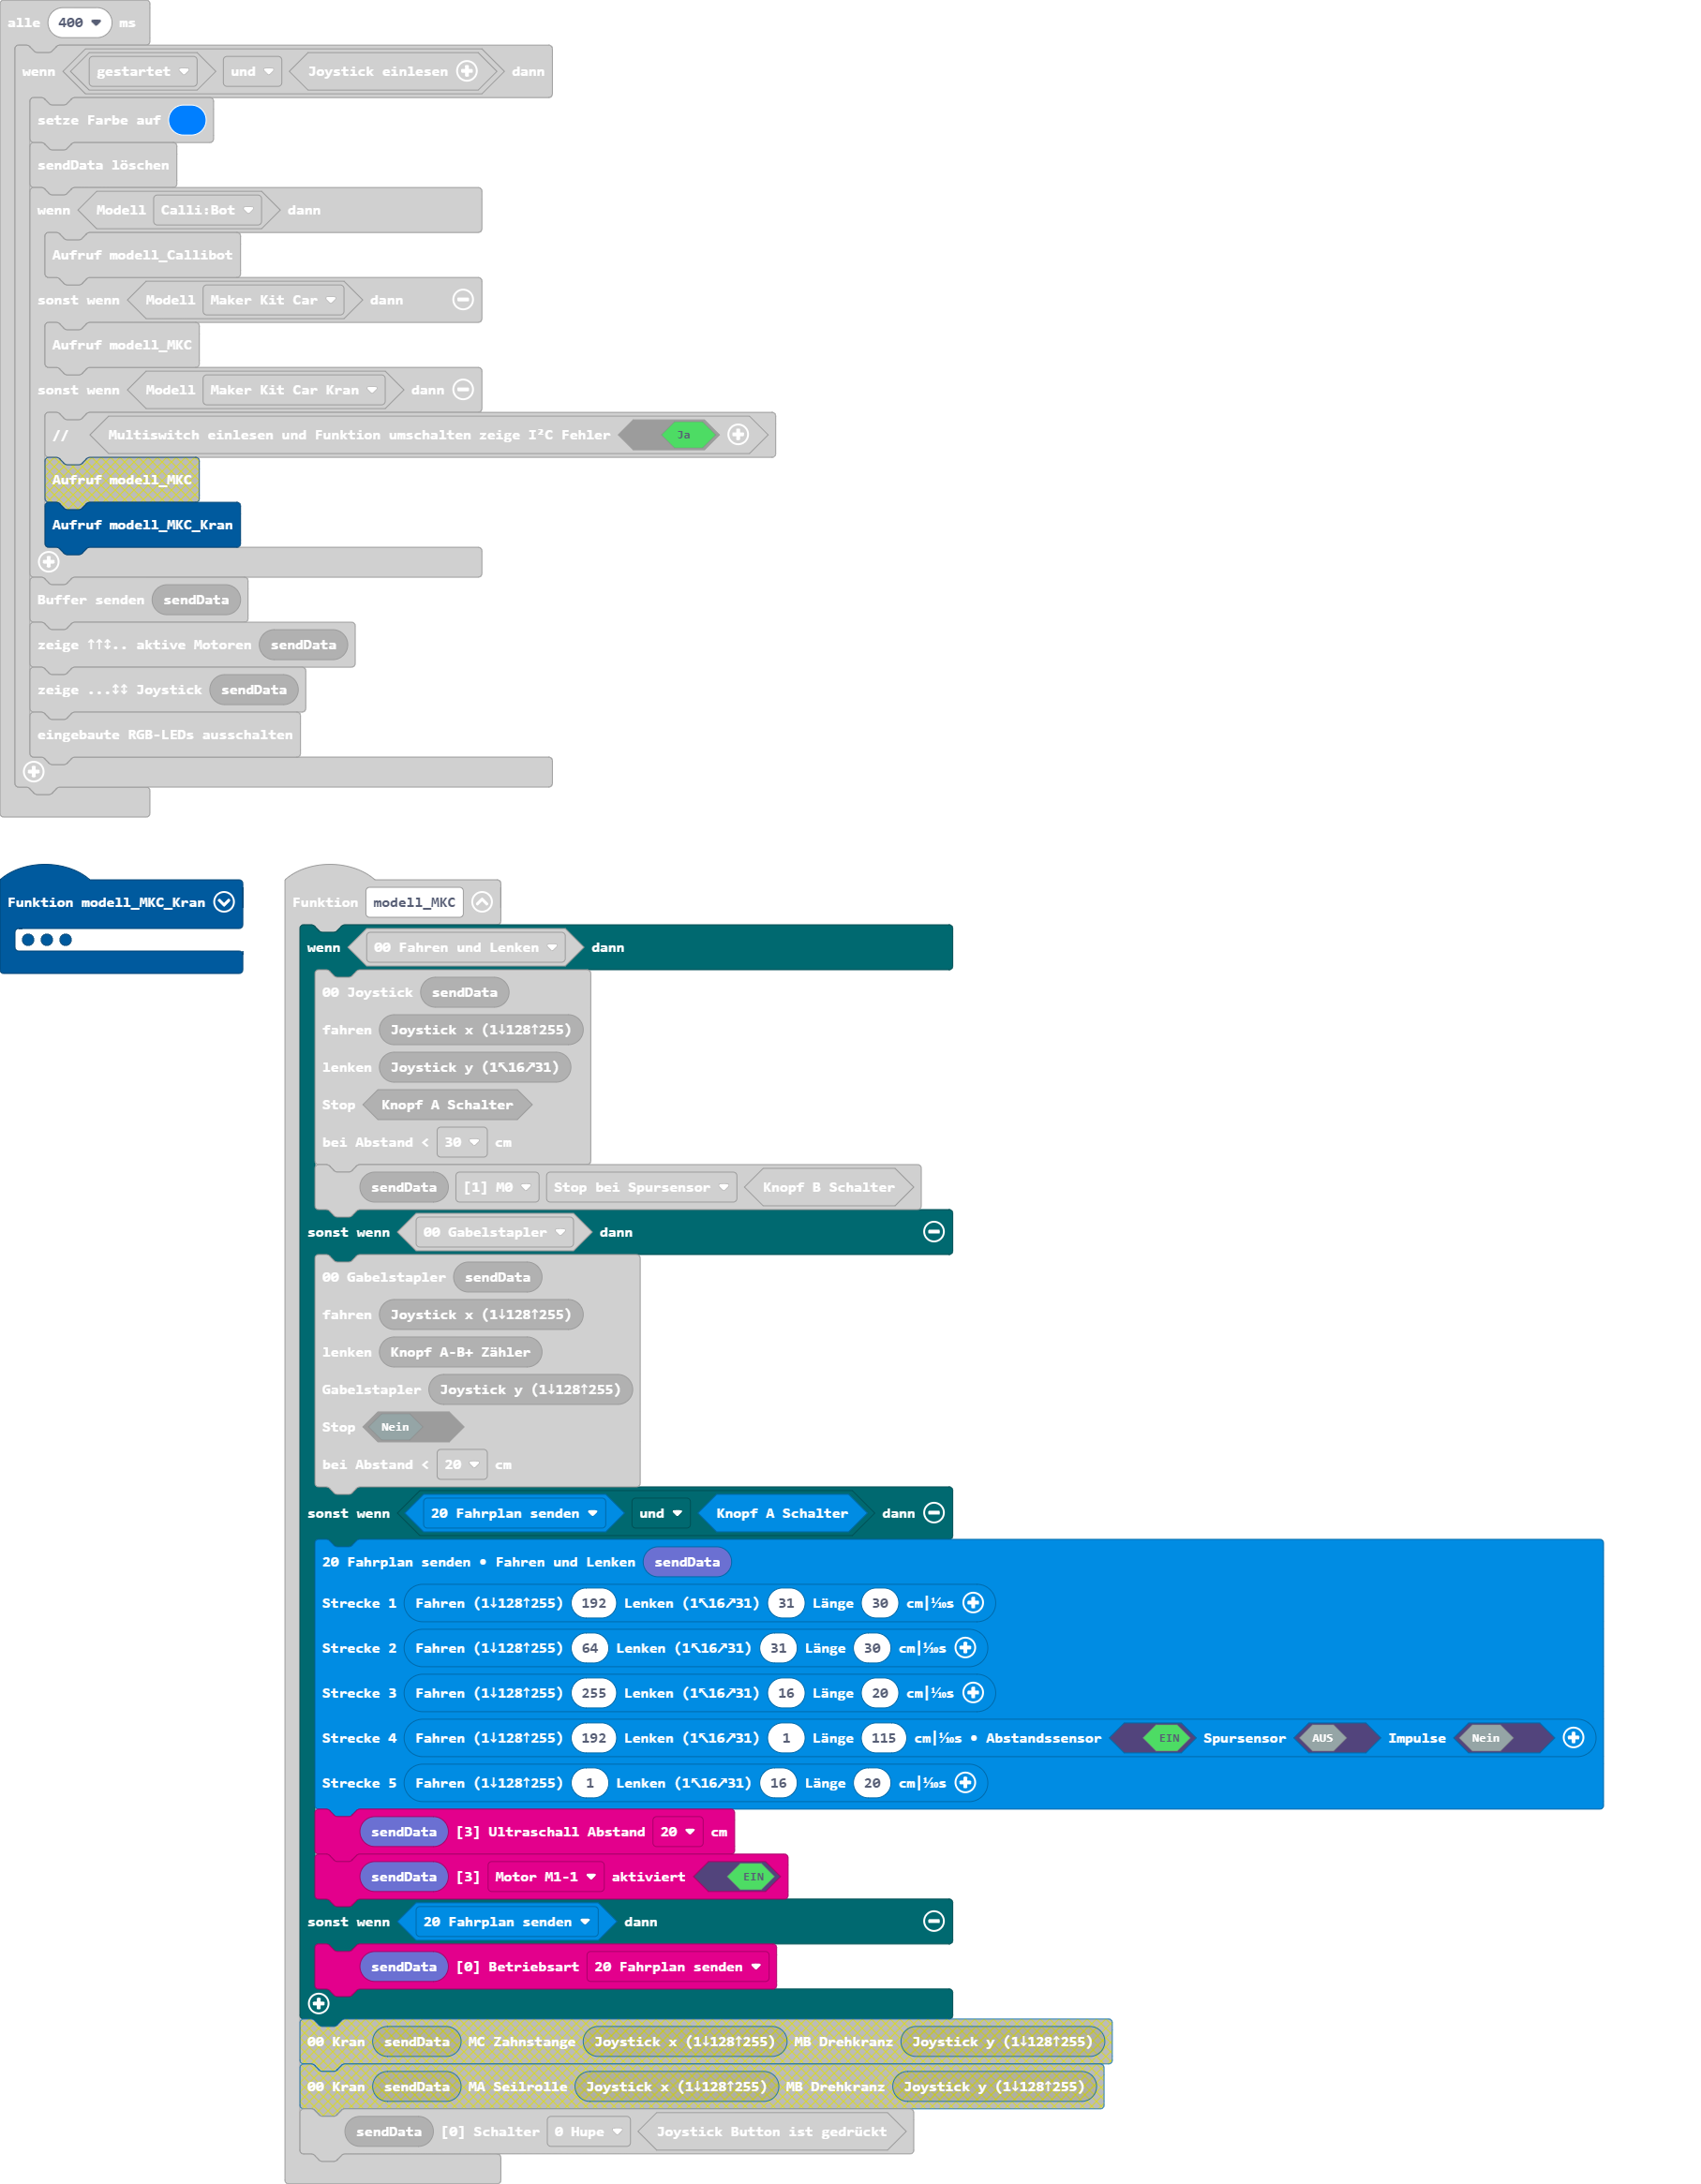 alle 400 ms
wenn gestartet und Joystick einlesen dann
setze Farbe auf
sendData löschen
wenn Modell Calli:Bot dann
Aufruf modell_Callibot
sonst wenn Modell Maker Kit Car dann
Aufruf modell_MKC
sonst wenn Modell Maker Kit Car Kran dann
// Multiswitch einlesen und Funktion umschalten zeige I²C Fehler Ja
Aufruf modell_MKC
Aufruf modell_MKC_Kran
Buffer senden sendData
zeige ↑↑↕.. aktive Motoren sendData
zeige ...↕↕ Joystick sendData
eingebaute RGB-LEDs ausschalten
Funktion modell_MKC_Kran
Funktion modell_MKC
wenn 00 Fahren und Lenken dann
00 Joystick sendData
fahren Joystick x (1↓128↑255)
lenken Joystick y (1↖16↗31)
Stop Knopf A Schalter
bei Abstand < 30 cm
sendData [1] M0 Stop bei Spursensor Knopf B Schalter
sonst wenn 00 Gabelstapler dann
00 Gabelstapler sendData
fahren Joystick x (1↓128↑255)
lenken Knopf A-B+ Zähler
Gabelstapler Joystick y (1↓128↑255)
Stop Nein
bei Abstand < 20 cm
sonst wenn 20 Fahrplan senden und Knopf A Schalter dann
20 Fahrplan senden • Fahren und Lenken sendData
Strecke 1 Fahren (1↓128↑255) 192 Lenken (1↖16↗31) 31 Länge 30 cm|⅒s
Strecke 2 Fahren (1↓128↑255) 64 Lenken (1↖16↗31) 31 Länge 30 cm|⅒s
Strecke 3 Fahren (1↓128↑255) 255 Lenken (1↖16↗31) 16 Länge 20 cm|⅒s
Strecke 4 Fahren (1↓128↑255) 192 Lenken (1↖16↗31) 1 Länge 115 cm|⅒s • Abstandssensor EIN Spursensor AUS Impulse Nein
Strecke 5 Fahren (1↓128↑255) 1 Lenken (1↖16↗31) 16 Länge 20 cm|⅒s
sendData [3] Ultraschall Abstand 20 cm
sendData [3] Motor M1-1 aktiviert EIN
sonst wenn 20 Fahrplan senden dann
sendData [0] Betriebsart 20 Fahrplan senden
00 Kran sendData MC Zahnstange Joystick x (1↓128↑255) MB Drehkranz Joystick y (1↓128↑255)
00 Kran sendData MA Seilrolle Joystick x (1↓128↑255) MB Drehkranz Joystick y (1↓128↑255)
sendData [0] Schalter 0 Hupe Joystick Button ist gedrückt